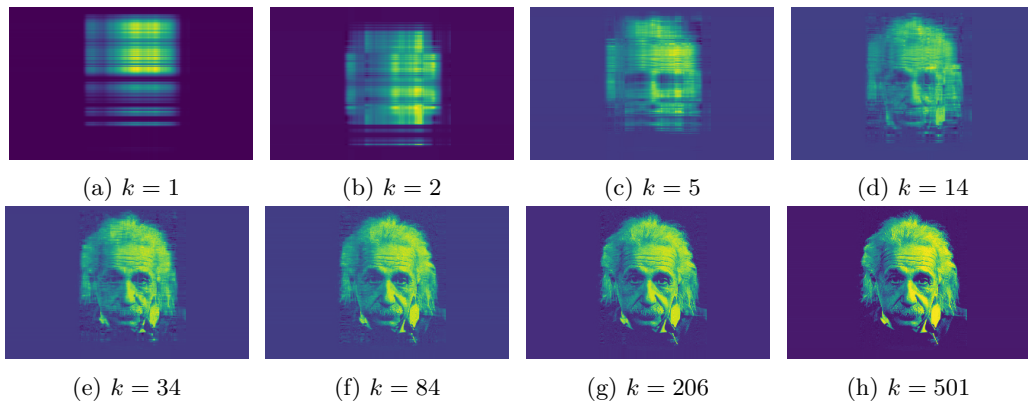 (a) k = 1
(b) k = 2
(c) k = 5
(d) k = 14
(e) k = 34
(f) k = 84
(g) k = 206
(h) k = 501